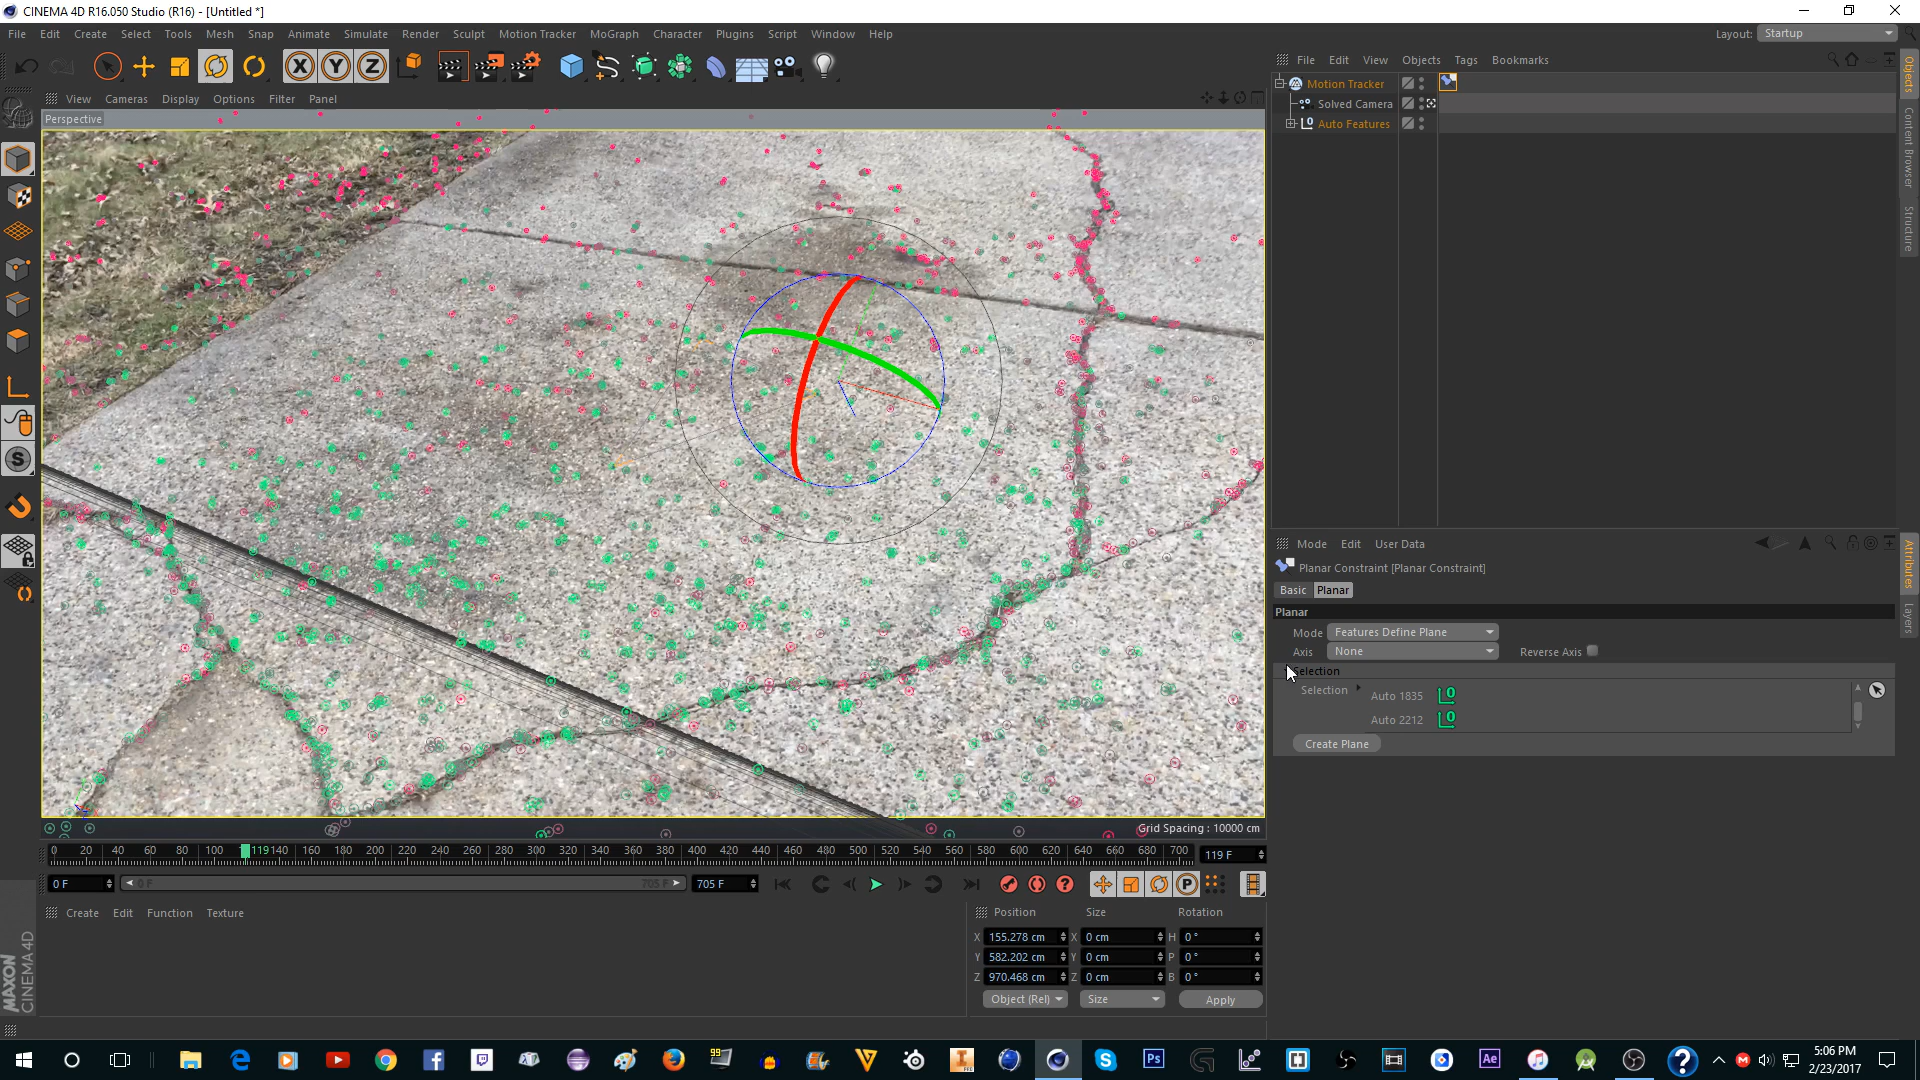 CINEMA 4D R16.050 Studio (R16) - [Untitled *]
File Edit Create Select Tools Mesh Snap Animate Simulate Render Sculpt Motion Tracker MoGraph Character Plugins Script Window Help
Layout: Startup
X Y Z
File Edit View Objects Tags Bookmarks
View Cameras Display Options Filter Panel
Perspective
Motion Tracker
Solved Camera
Auto Features
Objects
Content Browser
Structure
Mode Edit User Data
Planar Constraint [Planar Constraint]
Basic Planar
Planar
Mode Features Define Plane
Axis None Reverse Axis
Selection
Selection Auto 1835
Auto 2212
Create Plane
Attributes
Layers
Grid Spacing : 10000 cm
0 20 40 60 80 100 119 140 160 180 200 220 240 260 280 300 320 340 360 380 400 420 440 460 480 500 520 540 560 580 600 620 640 660 680 700
119 F
0 F 0 F 705 F 705 F
Create Edit Function Texture
Position Size Rotation
X 155.278 cm X 0 cm H 0 °
Y 582.202 cm Y 0 cm P 0 °
Z 970.468 cm Z 0 cm B 0 °
Object (Rel) Size Apply
MAXON
CINEMA 4D
5:06 PM
2/23/2017